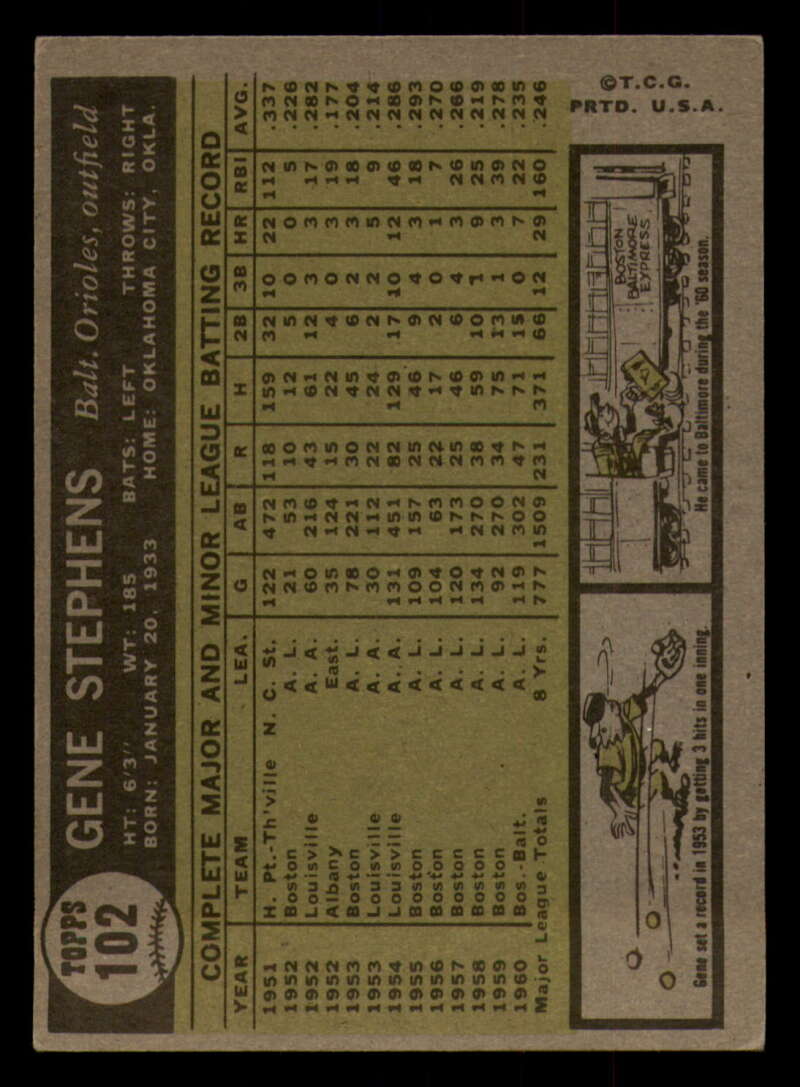 TOPPS
102
GENE STEPHENS Balt. Orioles, outfield
HT: 6'3" WT: 185 BATS: LEFT THROWS: RIGHT
BORN: JANUARY 20, 1933 HOME: OKLAHOMA CITY, OKLA.
COMPLETE MAJOR AND MINOR LEAGUE BATTING RECORD
YEAR TEAM LEA. G AB R H 2B 3B HR RBI AVG.
1951 H. Pt.-Th'ville N. C. St. 122 472 118 159 32 10 22 112 .337
1952 Boston A. L. 21 53 10 12 5 0 0 5 .226
1952 Louisville A. A. 60 216 43 61 12 3 3 17 .282
1952 Albany East. 35 124 15 22 4 0 3 19 .177
1953 Boston A. L. 78 221 30 45 6 2 3 18 .204
1953 Louisville A. A. 30 112 22 24 2 2 5 9 .214
1954 Louisville A. A. 131 451 82 129 17 10 12 46 .286
1955 Boston A. L. 109 157 25 46 9 4 3 18 .293
1956 Boston A. L. 104 63 22 17 2 0 1 7 .270
1957 Boston A. L. 120 173 25 46 6 4 3 26 .266
1958 Boston A. L. 134 270 38 59 10 1 9 25 .219
1959 Boston A. L. 92 270 34 75 13 1 3 39 .278
1960 Bos.-Balt. A. L. 119 302 47 71 15 0 7 22 .235
Major League Totals 8 Yrs. 777 1509 231 371 66 12 29 160 .246
Gene set a record in 1953 by getting 3 hits in one inning.
BOSTON
BALTIMORE
EXPRESS
He came to Baltimore during the '60 season.
©T.C.G.
PRTD. U.S.A.